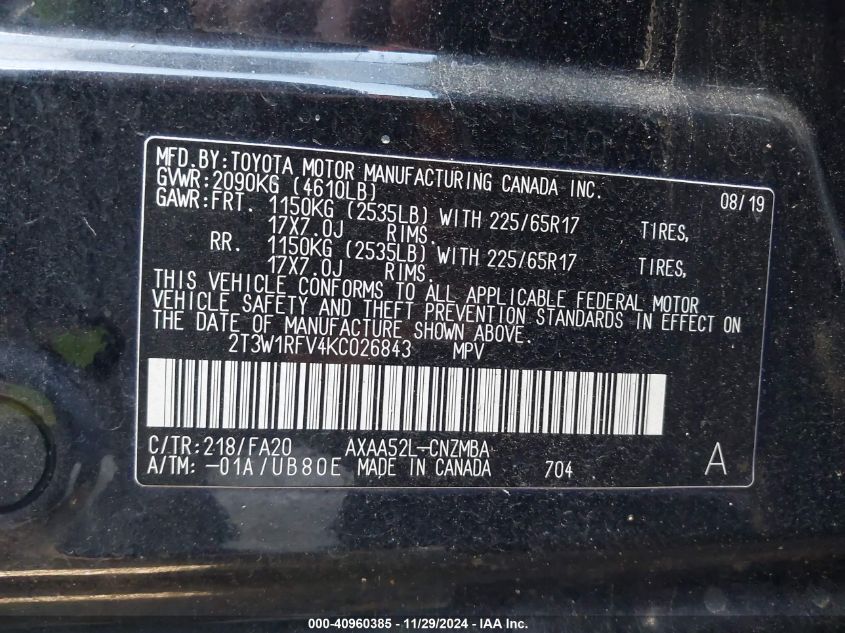 MFD.BY:TOYOTA MOTOR MANUFACTURING CANADA INC.
GVWR:2090KG (4610LB) 08/19
GAWR:FRT. 1150KG (2535LB) WITH 225/65R17 TIRES,
17X7.0J RIMS.
RR. 1150KG (2535LB) WITH 225/65R17 TIRES,
17X7.0J RIMS.
THIS VEHICLE CONFORMS TO ALL APPLICABLE FEDERAL MOTOR
VEHICLE SAFETY AND THEFT PREVENTION STANDARDS IN EFFECT ON
THE DATE OF MANUFACTURE SHOWN ABOVE.
2T3W1RFV4KC026843 MPV
C/TR:218/FA20 AXAA52L-CNZMBA
A/TM: -01A/UB80E MADE IN CANADA 704 A
000-40960385 - 11/29/2024 - IAA Inc.